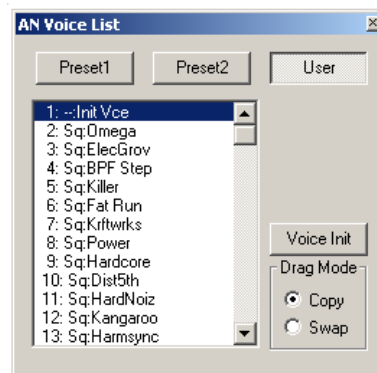 AN Voice List
Preset1 Preset2 User
1: --:Init Vce
2: Sq:Omega
3: Sq:ElecGrov
4: Sq:BPF Step
5: Sq:Killer
6: Sq:Fat Run
7: Sq:Krftwrks
8: Sq:Power
9: Sq:Hardcore
10: Sq:Dist5th
11: Sq:HardNoiz
12: Sq:Kangaroo
13: Sq:Harmsync
Voice Init
Drag Mode
Copy
Swap